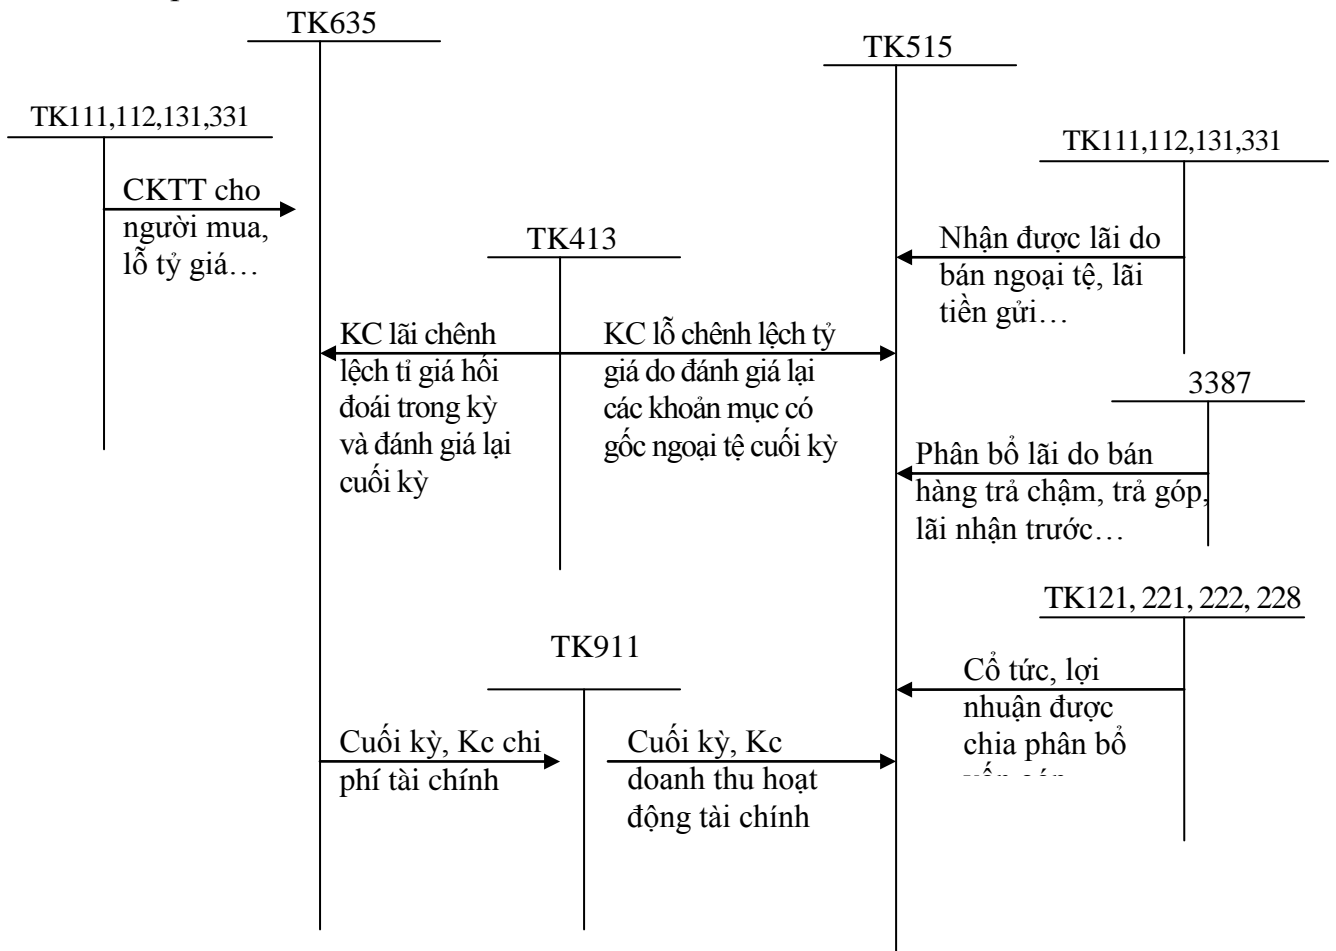 TK635
TK515
TK111,112,131,331
TK111,112,131,331
CKTT cho
người mua,
lỗ tỷ giá…
TK413
Nhận được lãi do
bán ngoại tệ, lãi
tiền gửi…
KC lãi chênh
lệch tỉ giá hối
đoái trong kỳ
và đánh giá lại
cuối kỳ
KC lỗ chênh lệch tỷ
giá do đánh giá lại
các khoản mục có
gốc ngoại tệ cuối kỳ
3387
Phân bổ lãi do bán
hàng trả chậm, trả góp,
lãi nhận trước…
TK121, 221, 222, 228
TK911
Cổ tức, lợi
nhuận được
chia phân bổ
Cuối kỳ, Kc chi
phí tài chính
Cuối kỳ, Kc
doanh thu hoạt
động tài chính